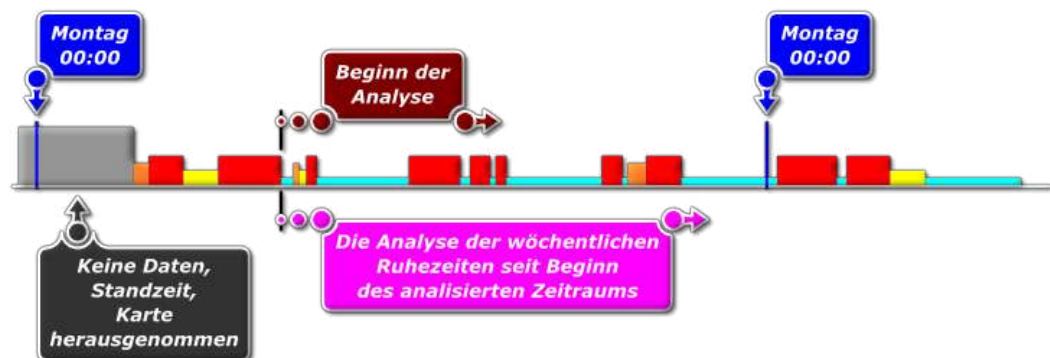 Montag
00:00
Montag
00:00
Beginn der
Analyse
Die Analyse der wöchentlichen
Ruhezeiten seit Beginn
des analisierten Zeitraums
Keine Daten,
Standzeit,
Karte
herausgenommen